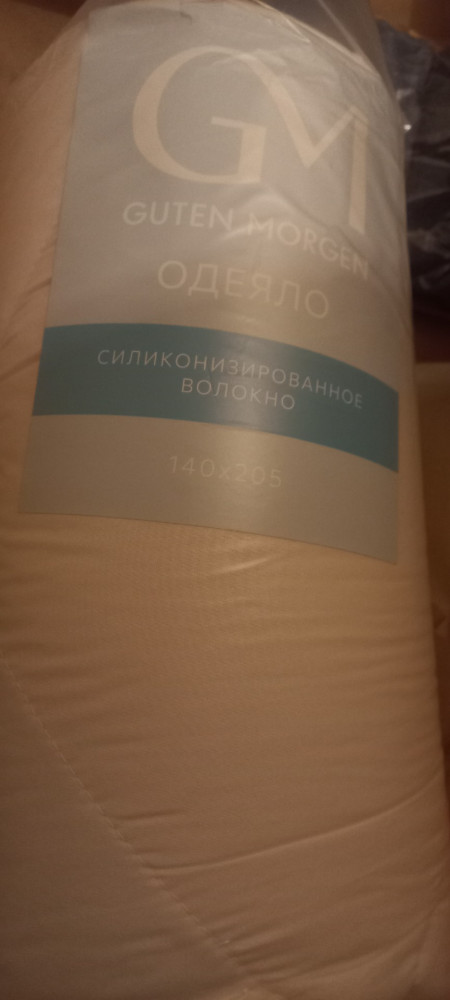 GM
GUTEN MORGEN
ОДЕЯЛО
СИЛИКОНИЗИРОВАННОЕ
ВОЛОКНО
140x205